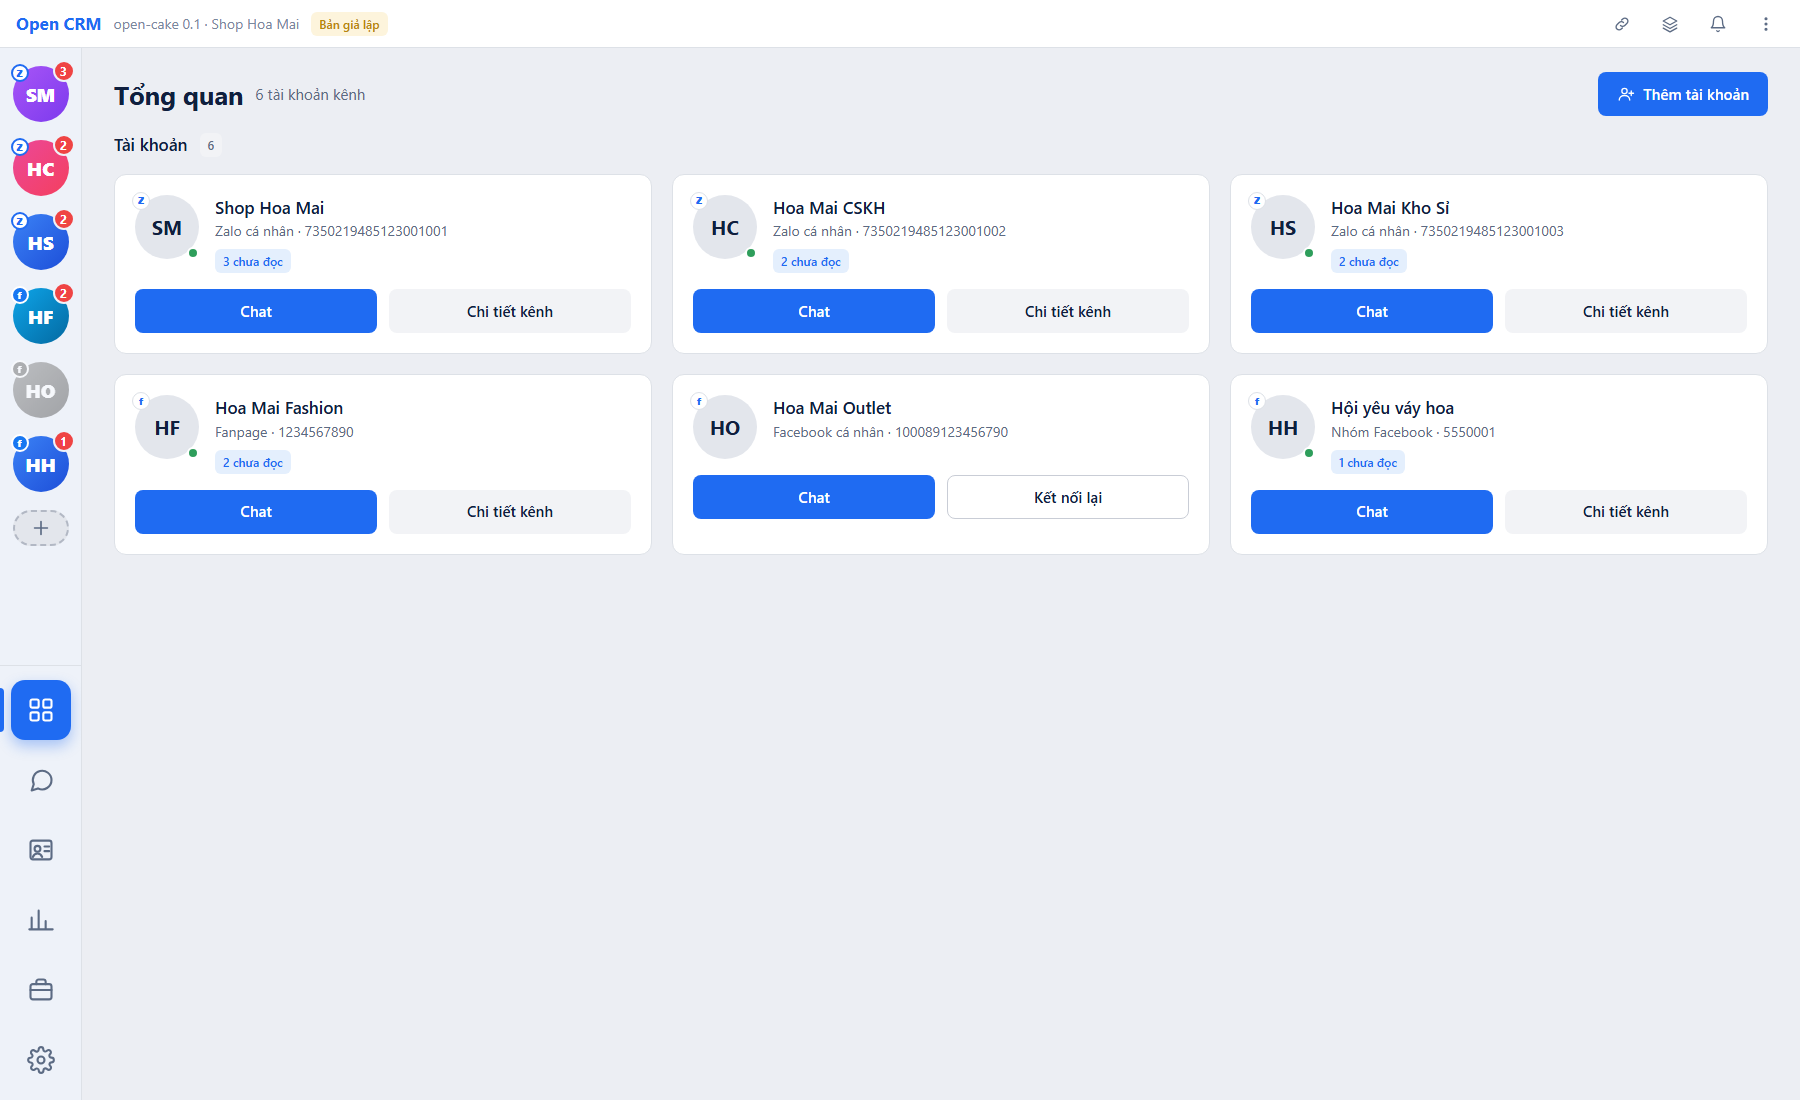 Open CRM open-cake 0.1 · Shop Hoa Mai Bản giả lập
Z 3
SM
Z 2
HC
Z 2
HS
f 2
HF
f
HO
f 1
HH
Tổng quan 6 tài khoản kênh
Thêm tài khoản
Tài khoản 6
Z
SM
Shop Hoa Mai
Zalo cá nhân · 7350219485123001001
3 chưa đọc
Chat Chi tiết kênh
Z
HC
Hoa Mai CSKH
Zalo cá nhân · 7350219485123001002
2 chưa đọc
Chat Chi tiết kênh
Z
HS
Hoa Mai Kho Sỉ
Zalo cá nhân · 7350219485123001003
2 chưa đọc
Chat Chi tiết kênh
f
HF
Hoa Mai Fashion
Fanpage · 1234567890
2 chưa đọc
Chat Chi tiết kênh
f
HO
Hoa Mai Outlet
Facebook cá nhân · 100089123456790
Chat Kết nối lại
f
HH
Hội yêu váy hoa
Nhóm Facebook · 5550001
1 chưa đọc
Chat Chi tiết kênh